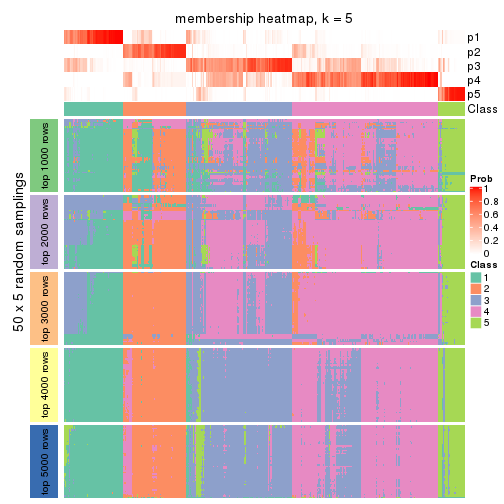 membership heatmap, k = 5
p1
p2
p3
p4
p5
Class
50 x 5 random samplings
top 1000 rows
top 2000 rows
top 3000 rows
top 4000 rows
top 5000 rows
Prob
1
0.8
0.6
0.4
0.2
0
Class
1
2
3
4
5